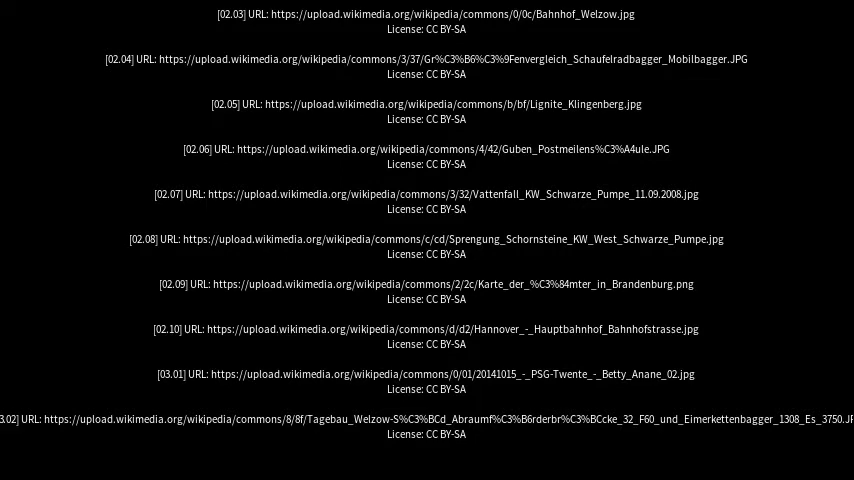 [02.03] URL: https://upload.wikimedia.org/wikipedia/commons/0/0c/Bahnhof_Welzow.jpg
License: CC BY-SA
[02.04] URL: https://upload.wikimedia.org/wikipedia/commons/3/37/Gr%C3%B6%C3%9Fenvergleich_Schaufelradbagger_Mobilbagger.JPG
License: CC BY-SA
[02.05] URL: https://upload.wikimedia.org/wikipedia/commons/b/bf/Lignite_Klingenberg.jpg
License: CC BY-SA
[02.06] URL: https://upload.wikimedia.org/wikipedia/commons/4/42/Guben_Postmeilens%C3%A4ule.JPG
License: CC BY-SA
[02.07] URL: https://upload.wikimedia.org/wikipedia/commons/3/32/Vattenfall_KW_Schwarze_Pumpe_11.09.2008.jpg
License: CC BY-SA
[02.08] URL: https://upload.wikimedia.org/wikipedia/commons/c/cd/Sprengung_Schornsteine_KW_West_Schwarze_Pumpe.jpg
License: CC BY-SA
[02.09] URL: https://upload.wikimedia.org/wikipedia/commons/2/2c/Karte_der_%C3%84mter_in_Brandenburg.png
License: CC BY-SA
[02.10] URL: https://upload.wikimedia.org/wikipedia/commons/d/d2/Hannover_-_Hauptbahnhof_Bahnhofstrasse.jpg
License: CC BY-SA
[03.01] URL: https://upload.wikimedia.org/wikipedia/commons/0/01/20141015_-_PSG-Twente_-_Betty_Anane_02.jpg
License: CC BY-SA
3.02] URL: https://upload.wikimedia.org/wikipedia/commons/8/8f/Tagebau_Welzow-S%C3%BCd_Abraumf%C3%B6rderbr%C3%BCcke_32_F60_und_Eimerkettenbagger_1308_Es_3750.JP
License: CC BY-SA